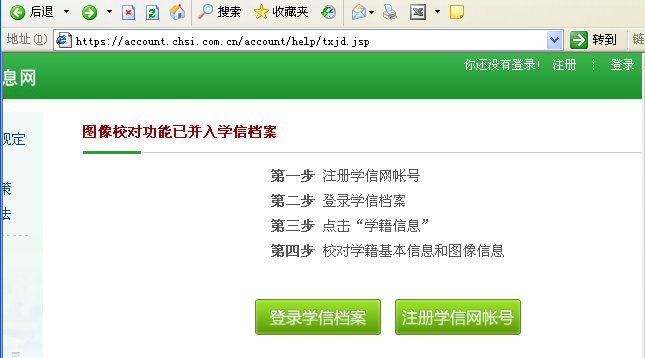 后退 搜索 收藏夹
地址(D) https://account.chsi.com.cn/account/help/txjd.jsp 转到 链
你还没有登录! 注册 登录
息网
规定
图像校对功能已并入学信档案
第一步 注册学信网帐号
策
第二步 登录学信档案
法
第三步 点击“学籍信息”
第四步 校对学籍基本信息和图像信息
登录学信档案 注册学信网帐号